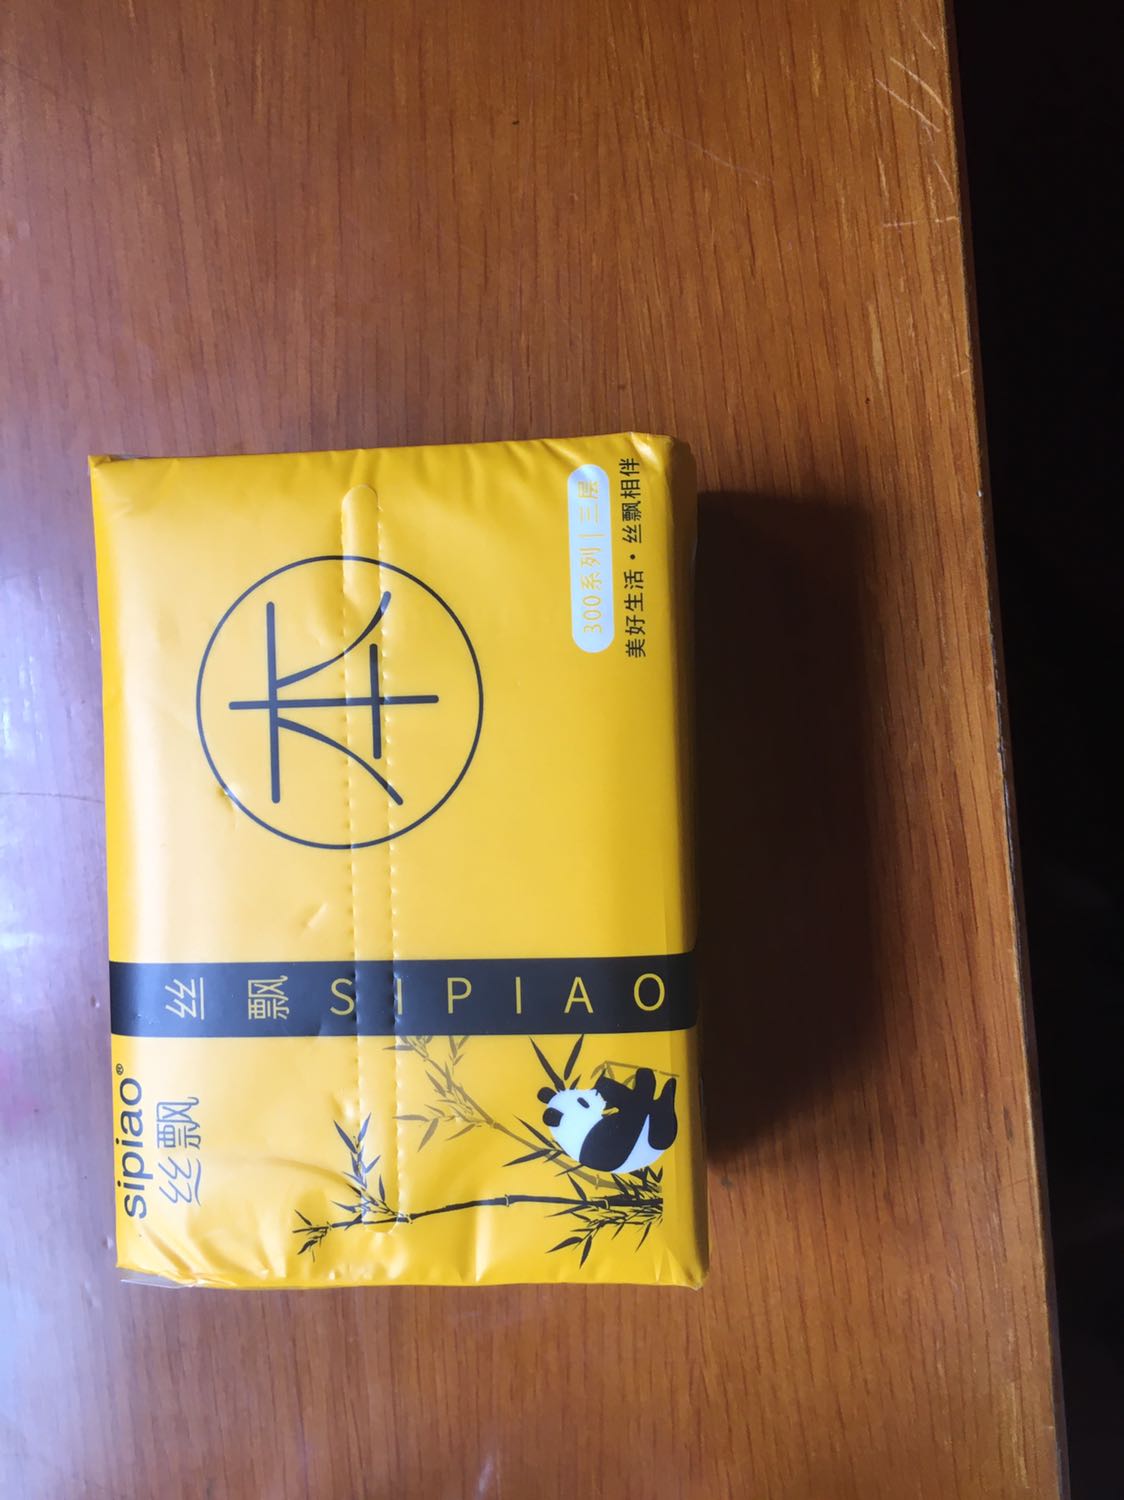 sipiao®
丝飘
丝飘 SIPIAO
本
300系列|三层
美好生活·丝飘相伴